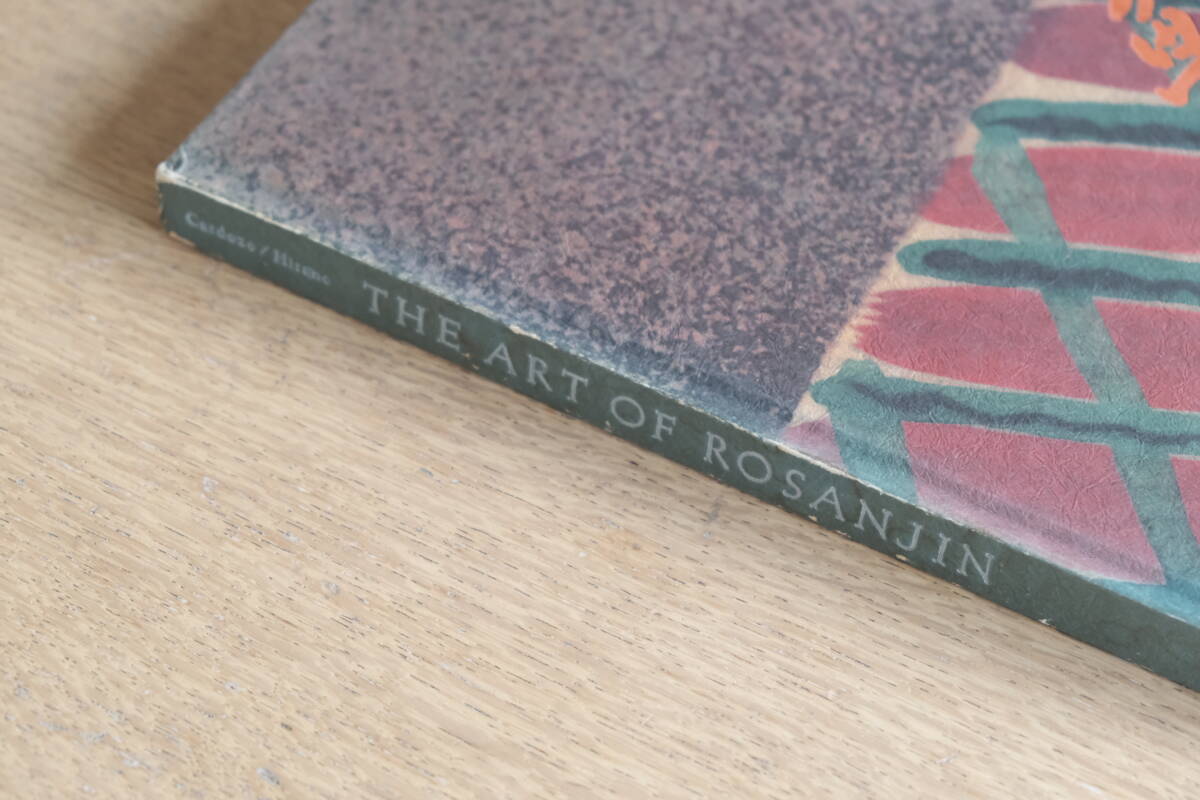 Cardozo / Hirano
THE ART OF ROSANJIN